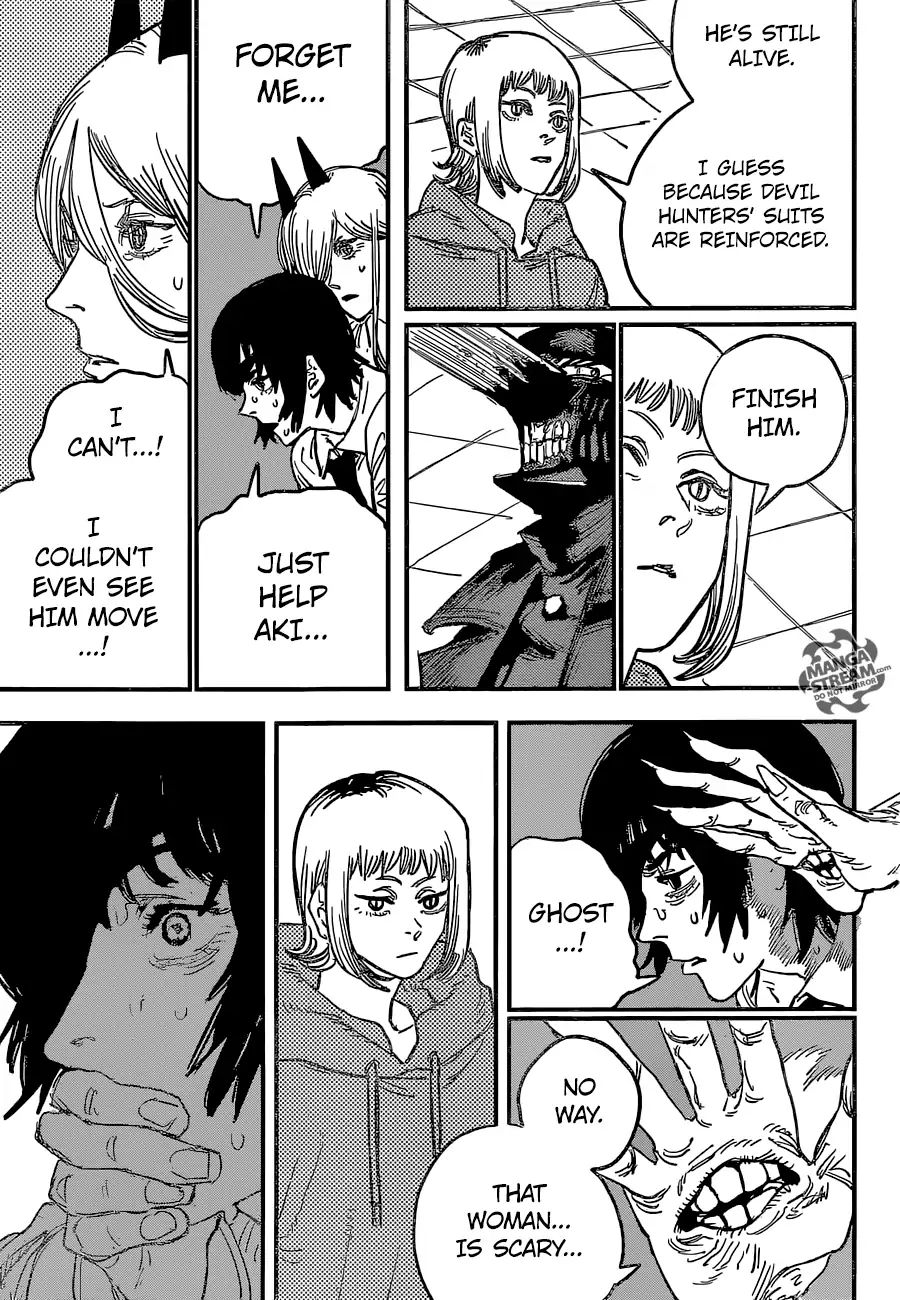 HE'S STILL
ALIVE.
I GUESS
BECAUSE DEVIL
HUNTERS' SUITS
ARE REINFORCED.
FINISH
HIM.
FORGET
ME...
JUST
HELP
AKI...
I
CAN'T...!
I
COULDN'T
EVEN SEE
HIM MOVE
...!
MANGA
STREAM.com
DO NOT MIRROR
GHOST
...!
NO
WAY.
THAT
WOMAN...
IS SCARY...